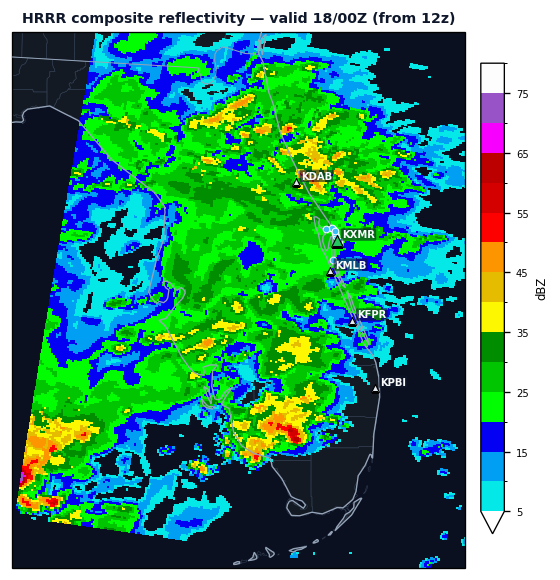 HRRR composite reflectivity — valid 18/00Z (from 12z)
KDAB
KXMR
KMLB
KFPR
KPBI
75
65
55
45
35
25
15
5
dBZ